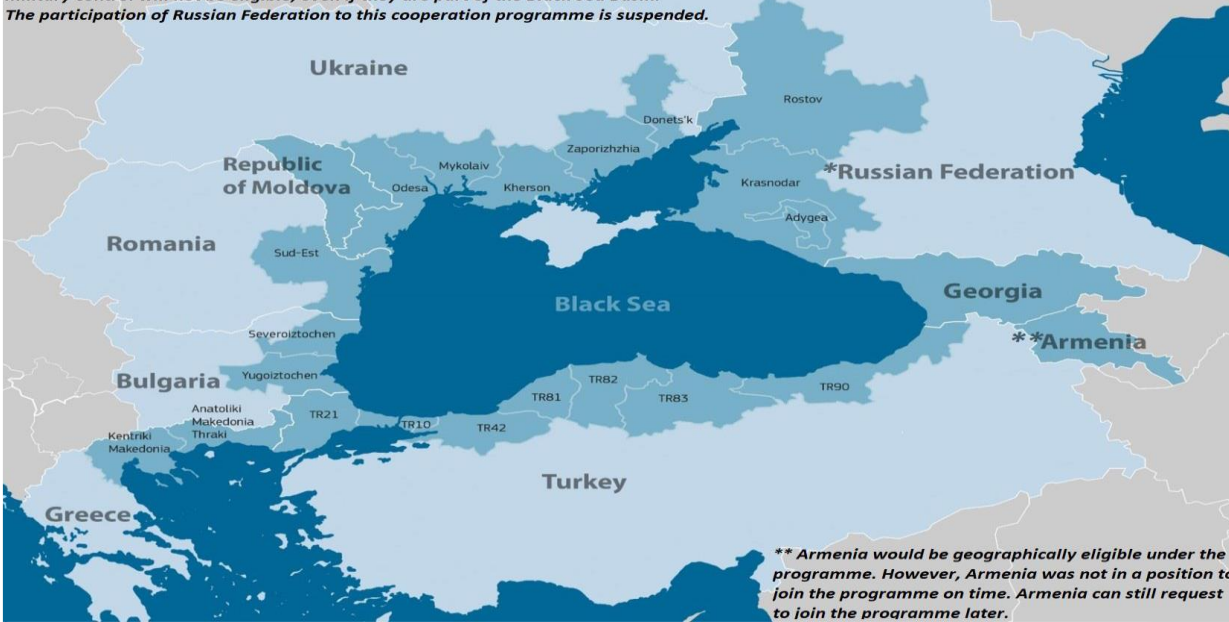 The participation of Russian Federation to this cooperation programme is suspended.
Ukraine
Rostov
Donets'k
Zaporizhzhia
Republic
of Moldova
Mykolaiv
Odesa
Kherson
Krasnodar
*Russian Federation
Adygea
Romania
Sud-Est
Georgia
Black Sea
Severoiztochen
**Armenia
Bulgaria
Yugoiztochen
TR82
TR90
TR81
TR83
Anatoliki
Makedonia
Thraki
TR21
TR10
TR42
Kentriki
Makedonia
Turkey
Greece
** Armenia would be geographically eligible under the
programme. However, Armenia was not in a position to
join the programme on time. Armenia can still request
to join the programme later.